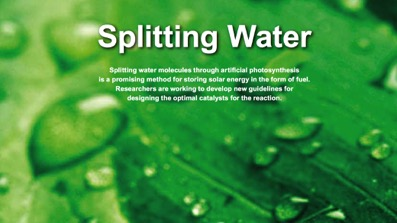 Splitting Water
Splitting water molecules through artificial photosynthesis
is a promising method for storing solar energy in the form of fuel.
Researchers are working to develop new guidelines for
designing the optimal catalysts for the reaction.